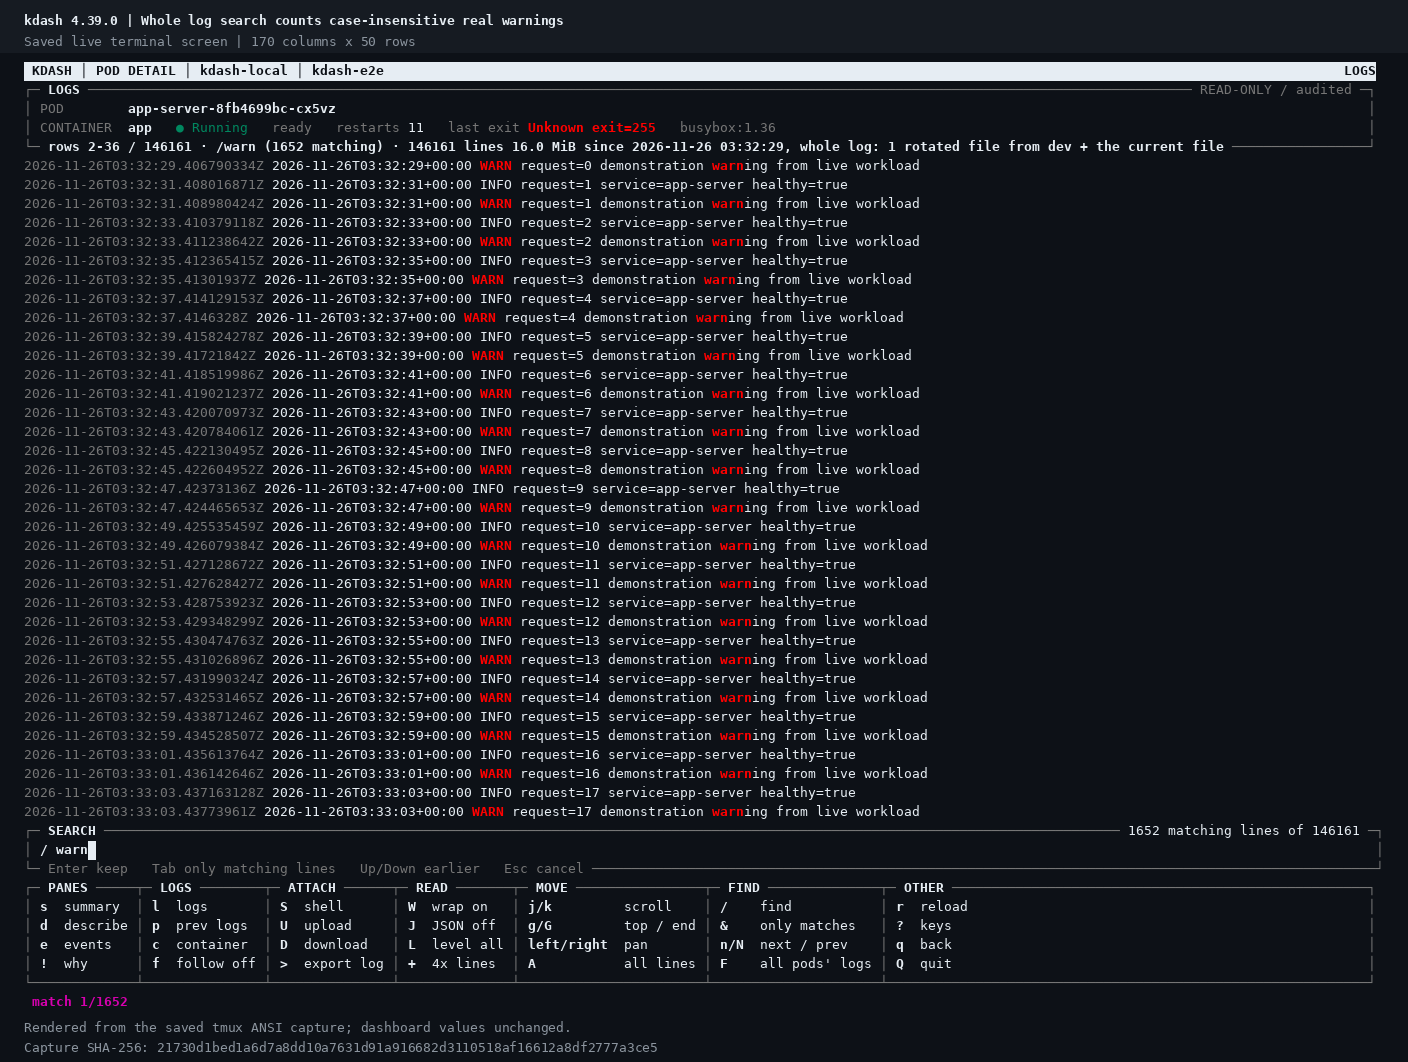 kdash 4.39.0 | Whole log search counts case-insensitive real warnings
Saved live terminal screen | 170 columns x 50 rows
KDASH │ POD DETAIL │ kdash-local │ kdash-e2e LOGS
LOGS READ-ONLY / audited
POD app-server-8fb4699bc-cx5vz
CONTAINER app ● Running ready restarts 11 last exit Unknown exit=255 busybox:1.36
rows 2-36 / 146161 · /warn (1652 matching) · 146161 lines 16.0 MiB since 2026-11-26 03:32:29, whole log: 1 rotated file from dev + the current file
2026-11-26T03:32:29.406790334Z 2026-11-26T03:32:29+00:00 WARN request=0 demonstration warning from live workload
2026-11-26T03:32:31.408016871Z 2026-11-26T03:32:31+00:00 INFO request=1 service=app-server healthy=true
2026-11-26T03:32:31.408980424Z 2026-11-26T03:32:31+00:00 WARN request=1 demonstration warning from live workload
2026-11-26T03:32:33.410379118Z 2026-11-26T03:32:33+00:00 INFO request=2 service=app-server healthy=true
2026-11-26T03:32:33.411238642Z 2026-11-26T03:32:33+00:00 WARN request=2 demonstration warning from live workload
2026-11-26T03:32:35.412365415Z 2026-11-26T03:32:35+00:00 INFO request=3 service=app-server healthy=true
2026-11-26T03:32:35.41301937Z 2026-11-26T03:32:35+00:00 WARN request=3 demonstration warning from live workload
2026-11-26T03:32:37.414129153Z 2026-11-26T03:32:37+00:00 INFO request=4 service=app-server healthy=true
2026-11-26T03:32:37.4146328Z 2026-11-26T03:32:37+00:00 WARN request=4 demonstration warning from live workload
2026-11-26T03:32:39.415824278Z 2026-11-26T03:32:39+00:00 INFO request=5 service=app-server healthy=true
2026-11-26T03:32:39.41721842Z 2026-11-26T03:32:39+00:00 WARN request=5 demonstration warning from live workload
2026-11-26T03:32:41.418519986Z 2026-11-26T03:32:41+00:00 INFO request=6 service=app-server healthy=true
2026-11-26T03:32:41.419021237Z 2026-11-26T03:32:41+00:00 WARN request=6 demonstration warning from live workload
2026-11-26T03:32:43.420070973Z 2026-11-26T03:32:43+00:00 INFO request=7 service=app-server healthy=true
2026-11-26T03:32:43.420784061Z 2026-11-26T03:32:43+00:00 WARN request=7 demonstration warning from live workload
2026-11-26T03:32:45.422130495Z 2026-11-26T03:32:45+00:00 INFO request=8 service=app-server healthy=true
2026-11-26T03:32:45.422604952Z 2026-11-26T03:32:45+00:00 WARN request=8 demonstration warning from live workload
2026-11-26T03:32:47.42373136Z 2026-11-26T03:32:47+00:00 INFO request=9 service=app-server healthy=true
2026-11-26T03:32:47.424465653Z 2026-11-26T03:32:47+00:00 WARN request=9 demonstration warning from live workload
2026-11-26T03:32:49.425535459Z 2026-11-26T03:32:49+00:00 INFO request=10 service=app-server healthy=true
2026-11-26T03:32:49.426079384Z 2026-11-26T03:32:49+00:00 WARN request=10 demonstration warning from live workload
2026-11-26T03:32:51.427128672Z 2026-11-26T03:32:51+00:00 INFO request=11 service=app-server healthy=true
2026-11-26T03:32:51.427628427Z 2026-11-26T03:32:51+00:00 WARN request=11 demonstration warning from live workload
2026-11-26T03:32:53.428753923Z 2026-11-26T03:32:53+00:00 INFO request=12 service=app-server healthy=true
2026-11-26T03:32:53.429348299Z 2026-11-26T03:32:53+00:00 WARN request=12 demonstration warning from live workload
2026-11-26T03:32:55.430474763Z 2026-11-26T03:32:55+00:00 INFO request=13 service=app-server healthy=true
2026-11-26T03:32:55.431026896Z 2026-11-26T03:32:55+00:00 WARN request=13 demonstration warning from live workload
2026-11-26T03:32:57.431990324Z 2026-11-26T03:32:57+00:00 INFO request=14 service=app-server healthy=true
2026-11-26T03:32:57.432531465Z 2026-11-26T03:32:57+00:00 WARN request=14 demonstration warning from live workload
2026-11-26T03:32:59.433871246Z 2026-11-26T03:32:59+00:00 INFO request=15 service=app-server healthy=true
2026-11-26T03:32:59.434528507Z 2026-11-26T03:32:59+00:00 WARN request=15 demonstration warning from live workload
2026-11-26T03:33:01.435613764Z 2026-11-26T03:33:01+00:00 INFO request=16 service=app-server healthy=true
2026-11-26T03:33:01.436142646Z 2026-11-26T03:33:01+00:00 WARN request=16 demonstration warning from live workload
2026-11-26T03:33:03.437163128Z 2026-11-26T03:33:03+00:00 INFO request=17 service=app-server healthy=true
2026-11-26T03:33:03.43773961Z 2026-11-26T03:33:03+00:00 WARN request=17 demonstration warning from live workload
SEARCH 1652 matching lines of 146161
/ warn
Enter keep Tab only matching lines Up/Down earlier Esc cancel
PANES LOGS ATTACH READ MOVE FIND OTHER
s summary │ l logs │ S shell │ W wrap on │ j/k scroll │ / find │ r reload
d describe │ p prev logs │ U upload │ J JSON off │ g/G top / end │ & only matches │ ? keys
e events │ c container │ D download │ L level all │ left/right pan │ n/N next / prev │ q back
! why │ f follow off │ > export log │ + 4x lines │ A all lines │ F all pods' logs │ Q quit
match 1/1652
Rendered from the saved tmux ANSI capture; dashboard values unchanged.
Capture SHA-256: 21730d1bed1a6d7a8dd10a7631d91a916682d3110518af16612a8df2777a3ce5